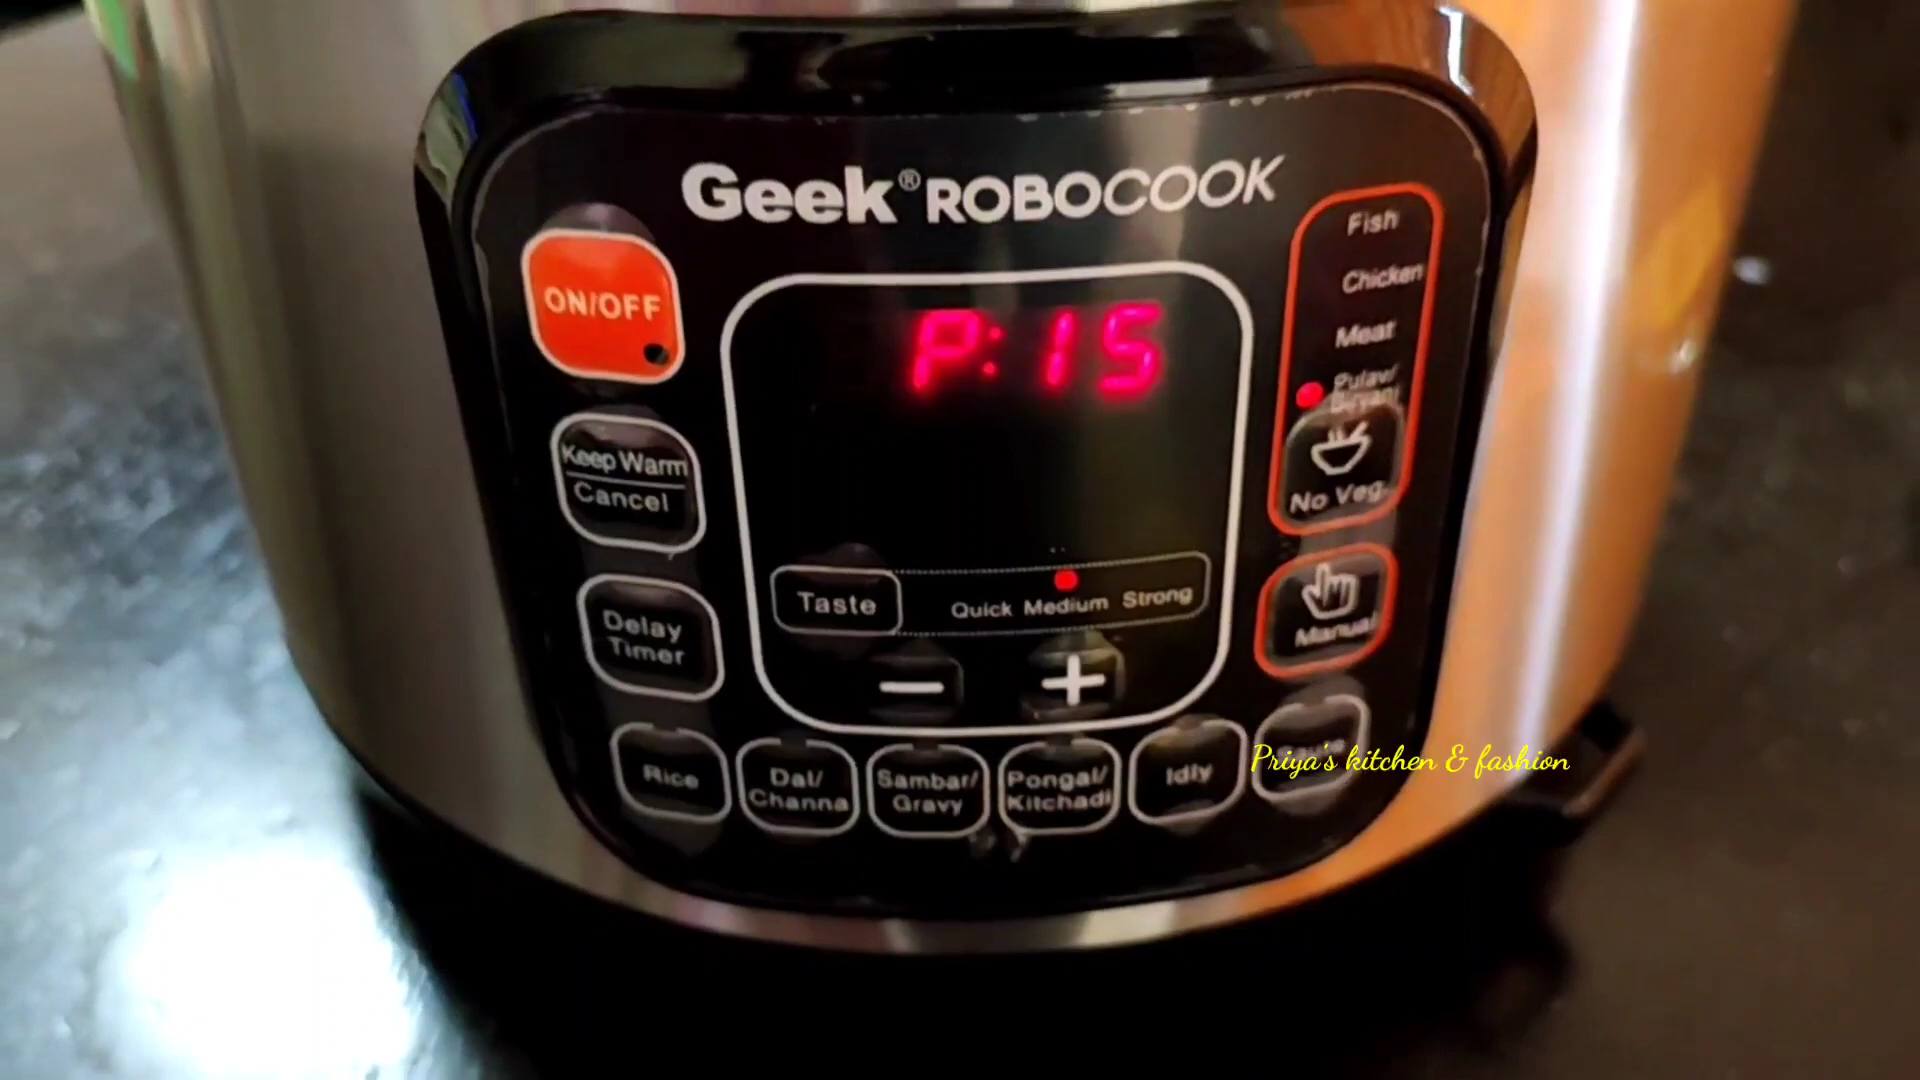 Geek® ROBOCOOK
ON/OFF
Keep Warm
Cancel
Delay
Timer
P:15
Taste
Quick Medium Strong
− +
Fish
Chicken
Meat
Pulav/
Biryani
No Veg.
Manual
Rice
Dal/
Channa
Sambar/
Gravy
Pongal/
Kitchadi
Idly
Priya's kitchen & fashion